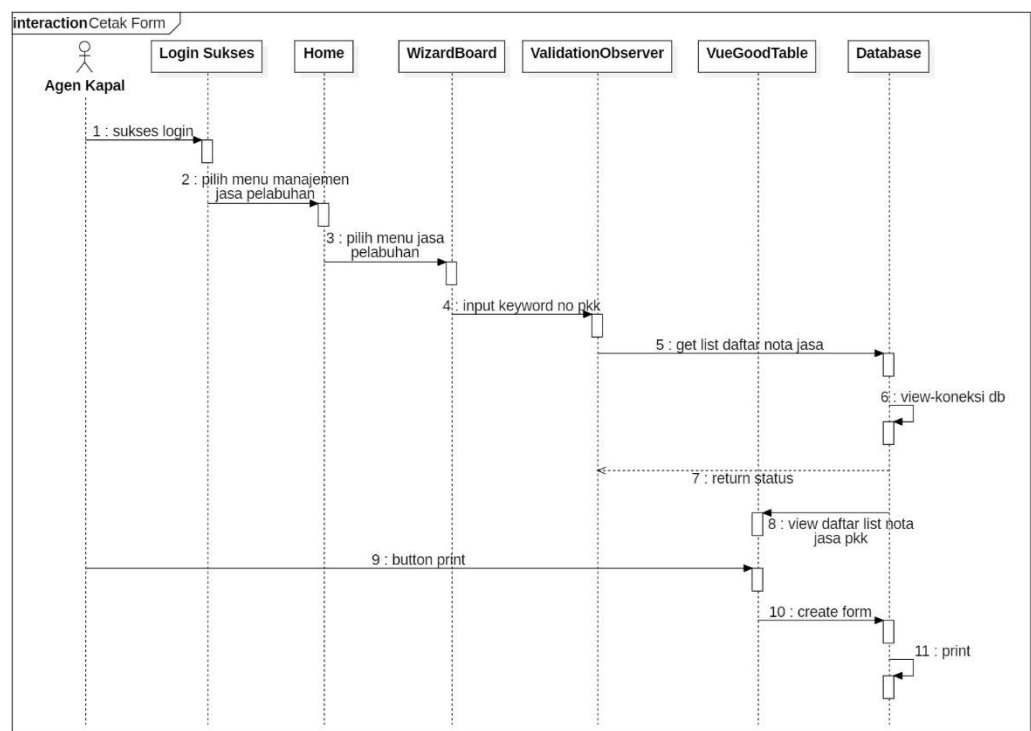 interaction Cetak Form
Login Sukses
Home
WizardBoard
ValidationObserver
VueGoodTable
Database
Agen Kapal
1 : sukses login
2 : pilih menu manajemen
jasa pelabuhan
3 : pilih menu jasa
pelabuhan
4 : input keyword no pkk
5 : get list daftar nota jasa
6 : view-koneksi db
7 : return status
8 : view daftar list nota
jasa pkk
9 : button print
10 : create form
11 : print